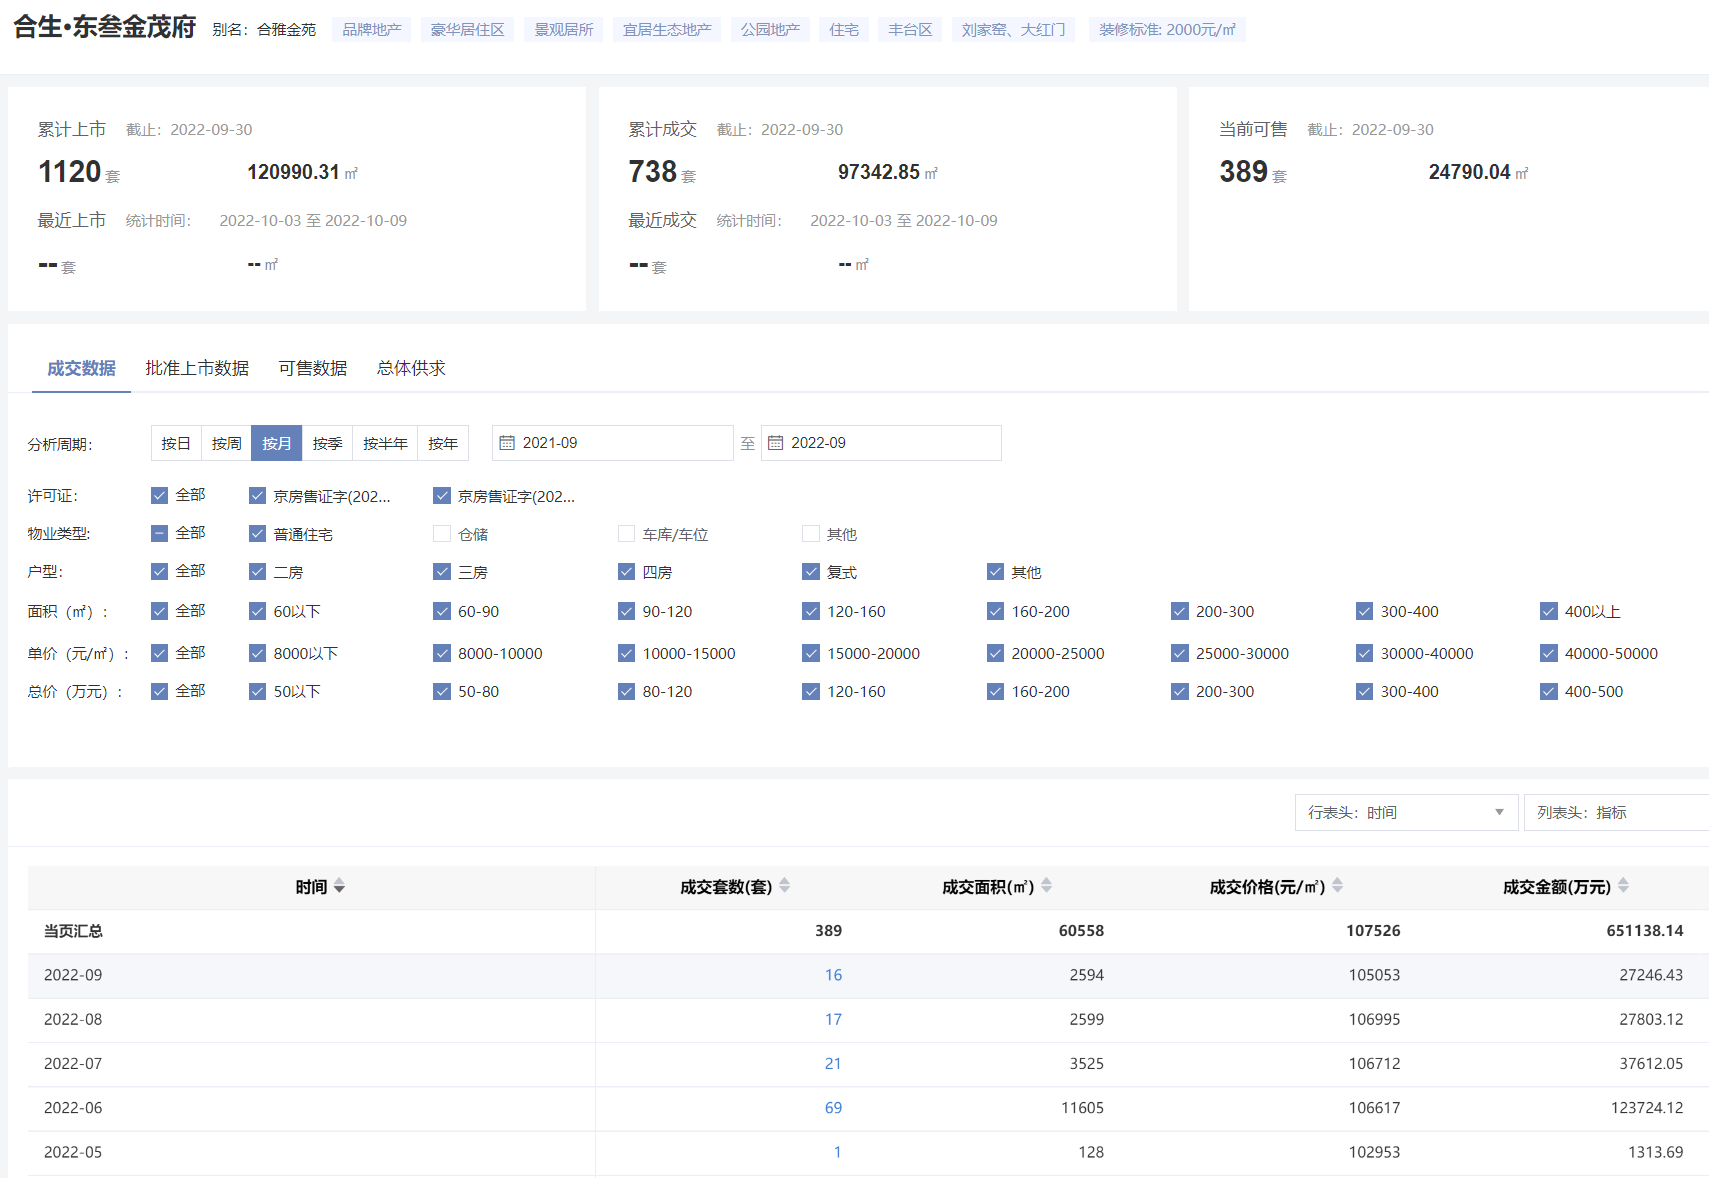 合生•东叁金茂府 别名：合雅金苑 品牌地产 豪华居住区 景观居所 宜居生态地产 公园地产 住宅 丰台区 刘家窑、大红门 装修标准: 2000元/㎡
累计上市 截止：2022-09-30 累计成交 截止：2022-09-30 当前可售 截止：2022-09-30
1120 套 120990.31 ㎡ 738 套 97342.85 ㎡ 389 套 24790.04 ㎡
最近上市 统计时间： 2022-10-03 至 2022-10-09 最近成交 统计时间： 2022-10-03 至 2022-10-09
-- 套 -- ㎡ -- 套 -- ㎡
成交数据 批准上市数据 可售数据 总体供求
分析周期: 按日 按周 按月 按季 按半年 按年 2021-09 至 2022-09
许可证: 全部 京房售证字(202... 京房售证字(202...
物业类型: 全部 普通住宅 仓储 车库/车位 其他
户型: 全部 二房 三房 四房 复式 其他
面积（㎡）: 全部 60以下 60-90 90-120 120-160 160-200 200-300 300-400 400以上
单价（元/㎡）: 全部 8000以下 8000-10000 10000-15000 15000-20000 20000-25000 25000-30000 30000-40000 40000-50000
总价（万元）: 全部 50以下 50-80 80-120 120-160 160-200 200-300 300-400 400-500
行表头：时间 列表头：指标
时间 成交套数(套) 成交面积(㎡) 成交价格(元/㎡) 成交金额(万元)
当页汇总 389 60558 107526 651138.14
2022-09 16 2594 105053 27246.43
2022-08 17 2599 106995 27803.12
2022-07 21 3525 106712 37612.05
2022-06 69 11605 106617 123724.12
2022-05 1 128 102953 1313.69